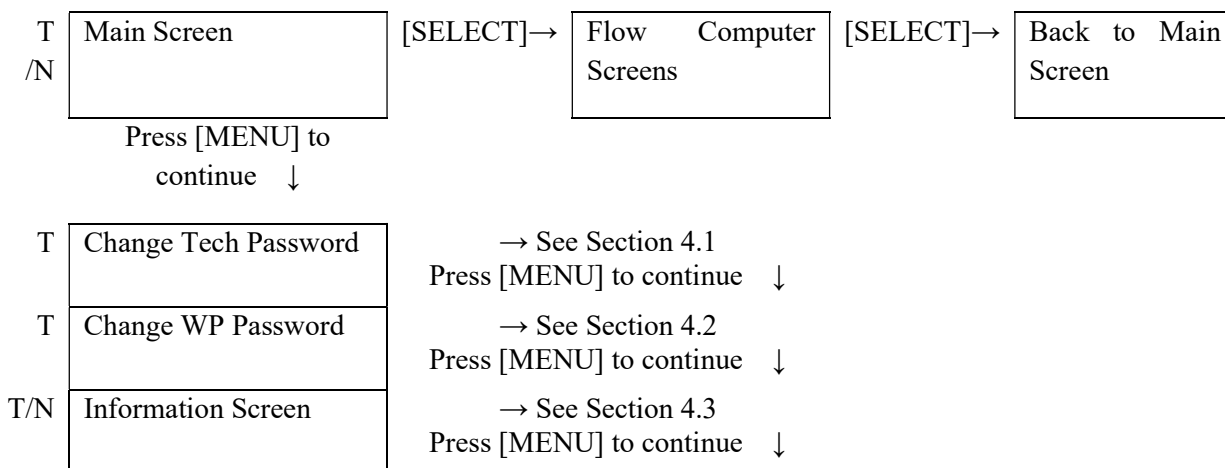 T Main Screen [SELECT]→ Flow Computer [SELECT]→ Back to Main
/N Screens Screen
Press [MENU] to
continue ↓
T Change Tech Password → See Section 4.1
Press [MENU] to continue ↓
T Change WP Password → See Section 4.2
Press [MENU] to continue ↓
T/N Information Screen → See Section 4.3
Press [MENU] to continue ↓